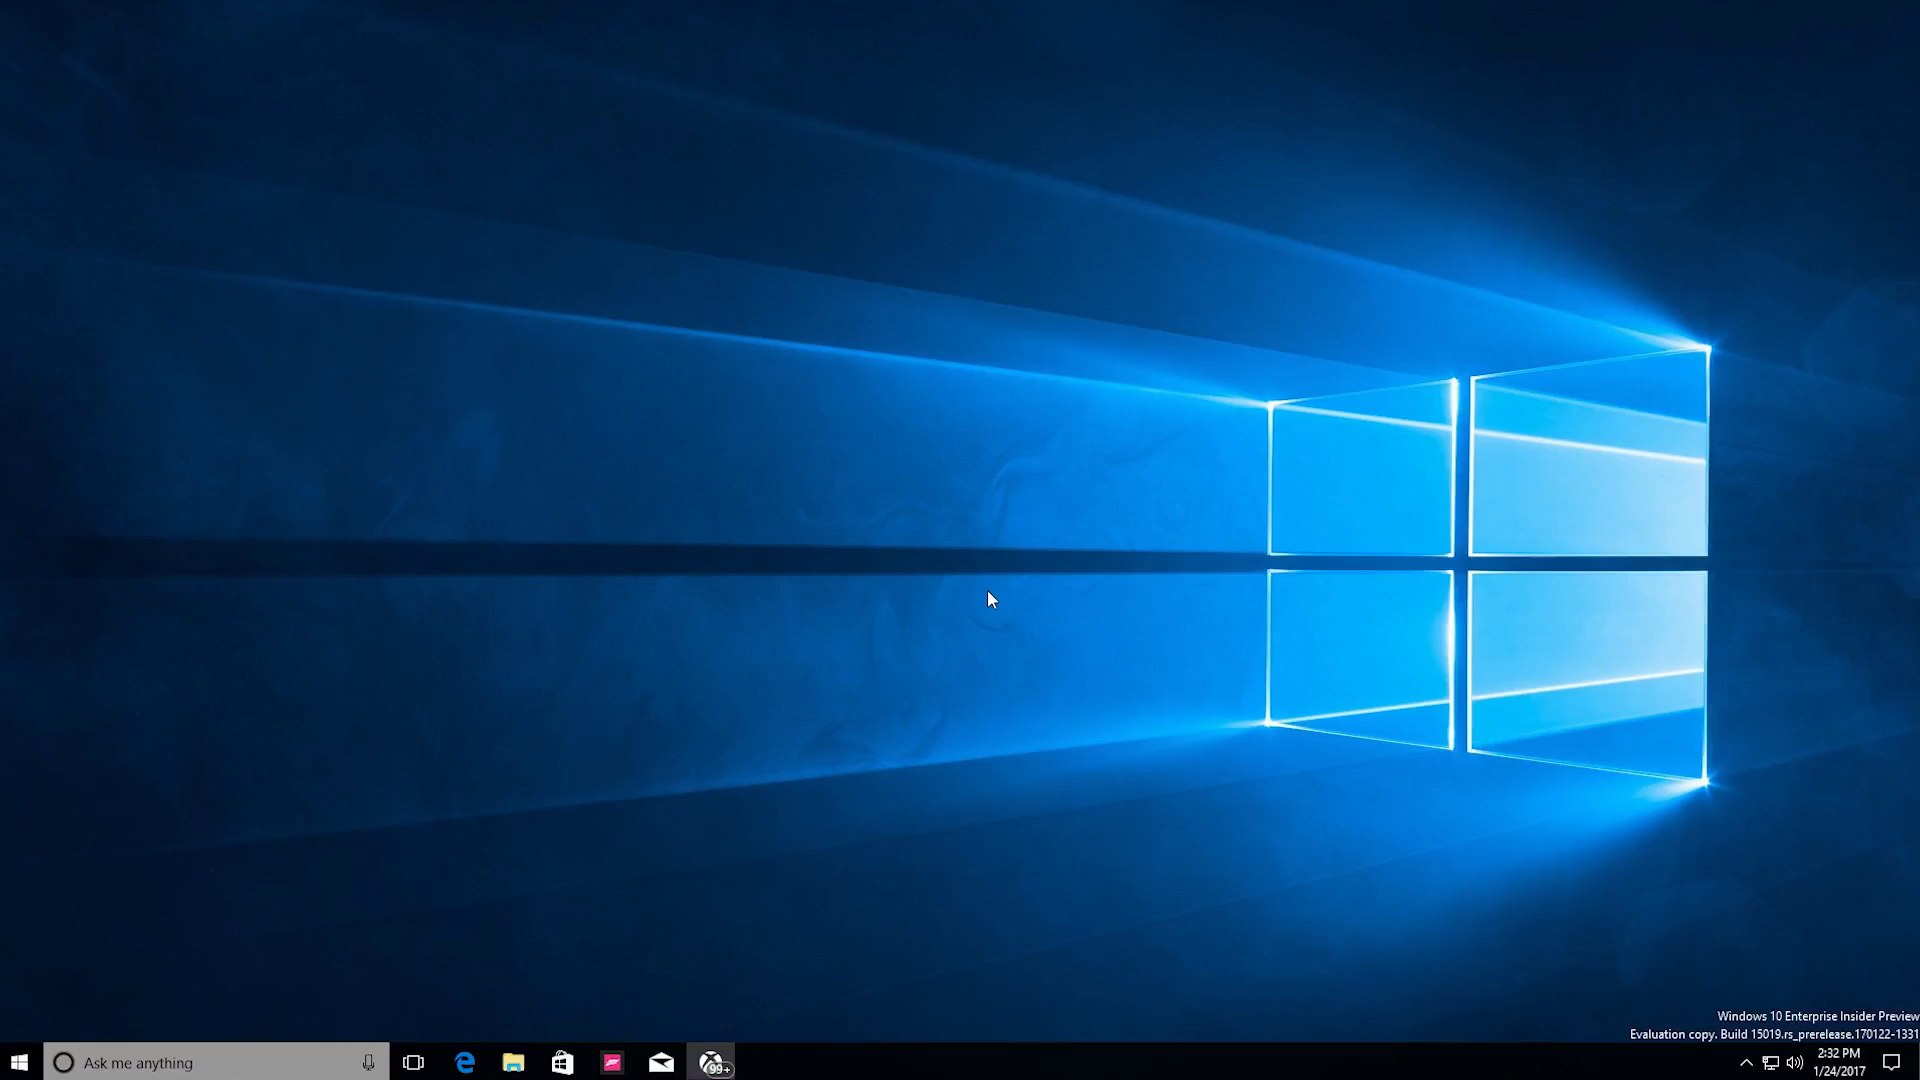 Windows 10 Enterprise Insider Preview
Evaluation copy. Build 15019.rs_prerelease.170122-1331
Ask me anything
99+
2:32 PM
1/24/2017